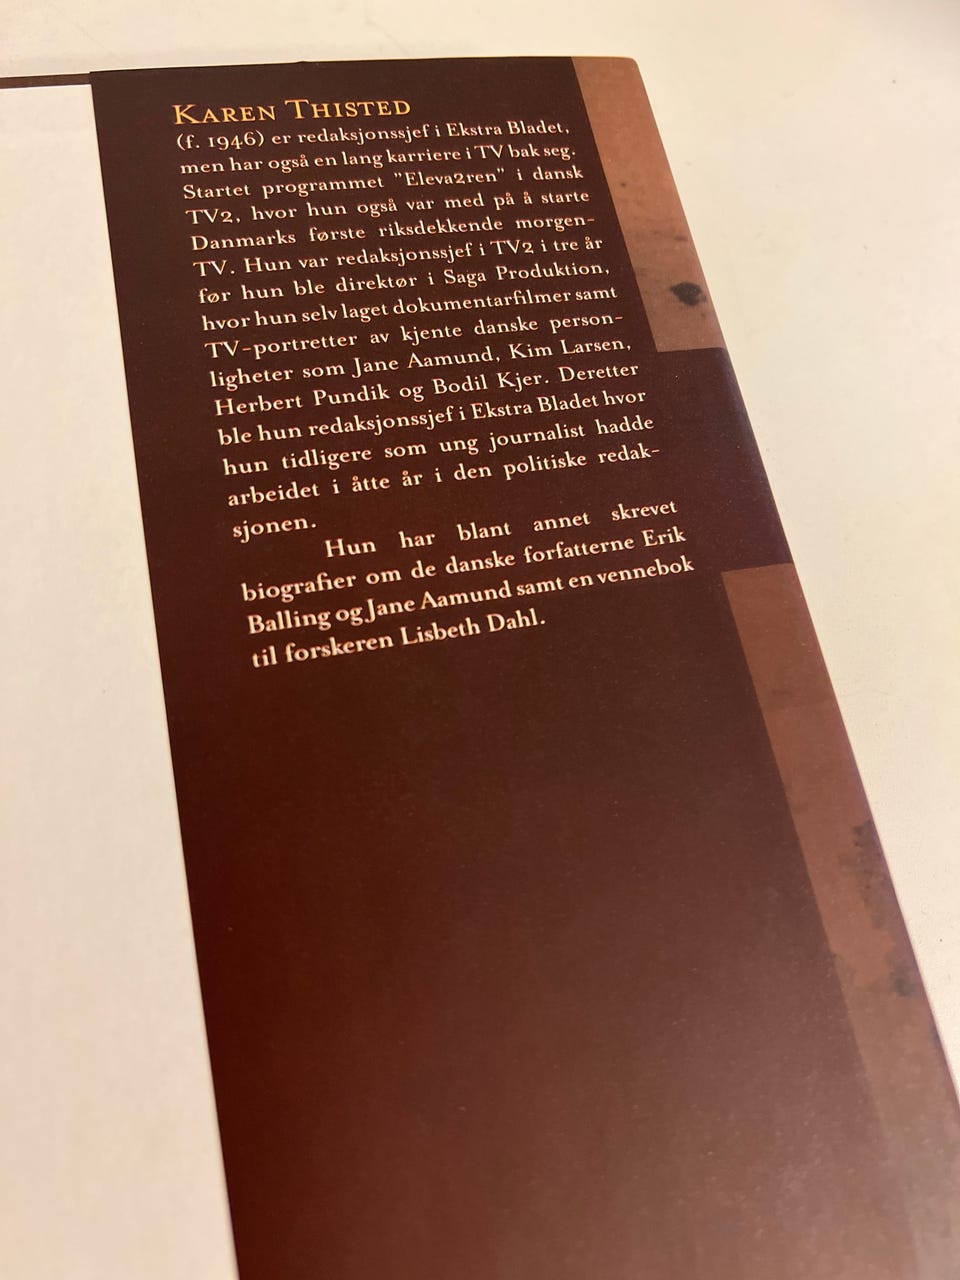 KAREN THISTED
(f. 1946) er redaksjonssjef i Ekstra Bladet,
men har også en lang karriere i TV bak seg.
Startet programmet "Eleva2ren" i dansk
TV2, hvor hun også var med på å starte
Danmarks første riksdekkende morgen-
TV. Hun var redaksjonssjef i TV2 i tre år
før hun ble direktør i Saga Produktion,
hvor hun selv laget dokumentarfilmer samt
TV-portretter av kjente danske person-
ligheter som Jane Aamund, Kim Larsen,
Herbert Pundik og Bodil Kjer. Deretter
ble hun redaksjonssjef i Ekstra Bladet hvor
hun tidligere som ung journalist hadde
arbeidet i åtte år i den politiske redak-
sjonen.
Hun har blant annet skrevet
biografier om de danske forfatterne Erik
Balling og Jane Aamund samt en vennebok
til forskeren Lisbeth Dahl.